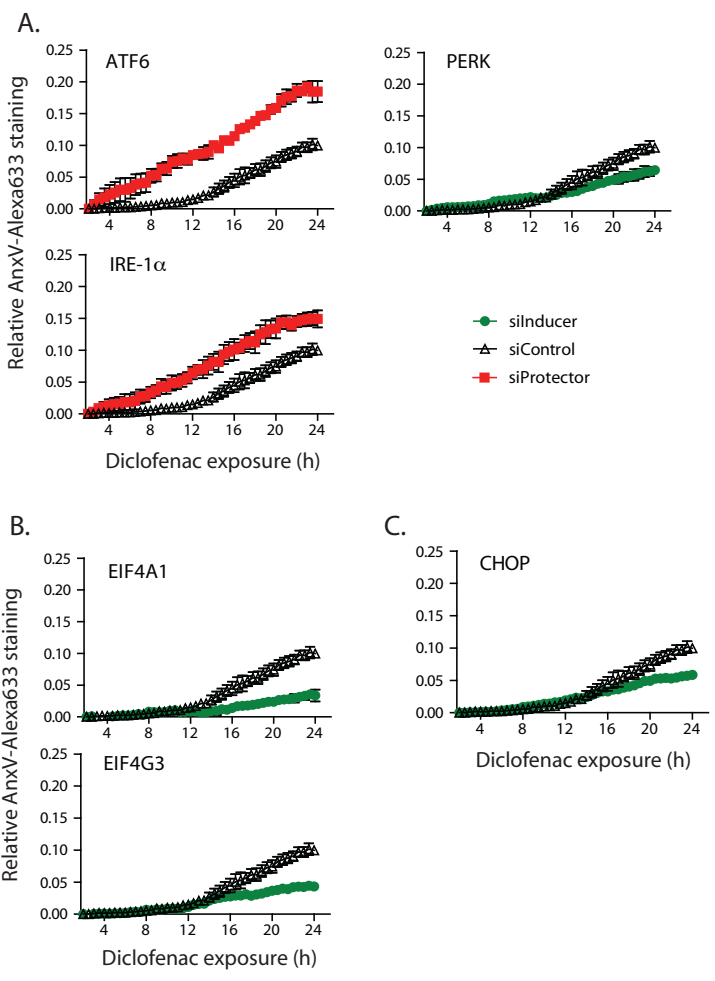 A.
ATF6
0.25
0.20
0.15
0.10
0.05
0.00
4 8 12 16 20 24
PERK
0.25
0.20
0.15
0.10
0.05
0.00
4 8 12 16 20 24
IRE-1α
0.25
0.20
0.15
0.10
0.05
0.00
4 8 12 16 20 24
Relative AnxV-Alexa633 staining
Diclofenac exposure (h)
siInducer
siControl
siProtector
B.
EIF4A1
0.25
0.20
0.15
0.10
0.05
0.00
4 8 12 16 20 24
EIF4G3
0.25
0.20
0.15
0.10
0.05
0.00
4 8 12 16 20 24
Relative AnxV-Alexa633 staining
Diclofenac exposure (h)
C.
CHOP
0.25
0.20
0.15
0.10
0.05
0.00
4 8 12 16 20 24
Diclofenac exposure (h)